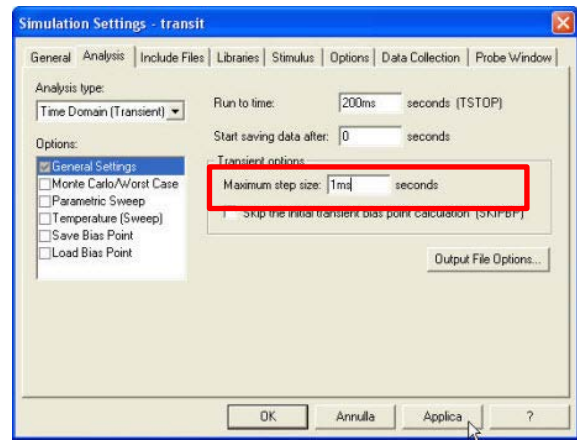 Simulation Settings - transit
General Analysis Include Files Libraries Stimulus Options Data Collection Probe Window
Analysis type:
Time Domain (Transient)
Run to time: 200ms seconds (TSTOP)
Start saving data after: 0 seconds
Options:
General Settings
Monte Carlo/Worst Case
Parametric Sweep
Temperature (Sweep)
Save Bias Point
Load Bias Point
Transient options
Maximum step size: 1ms seconds
Skip the initial transient bias point calculation (SKIPBP)
Output File Options...
OK Annulla Applica ?